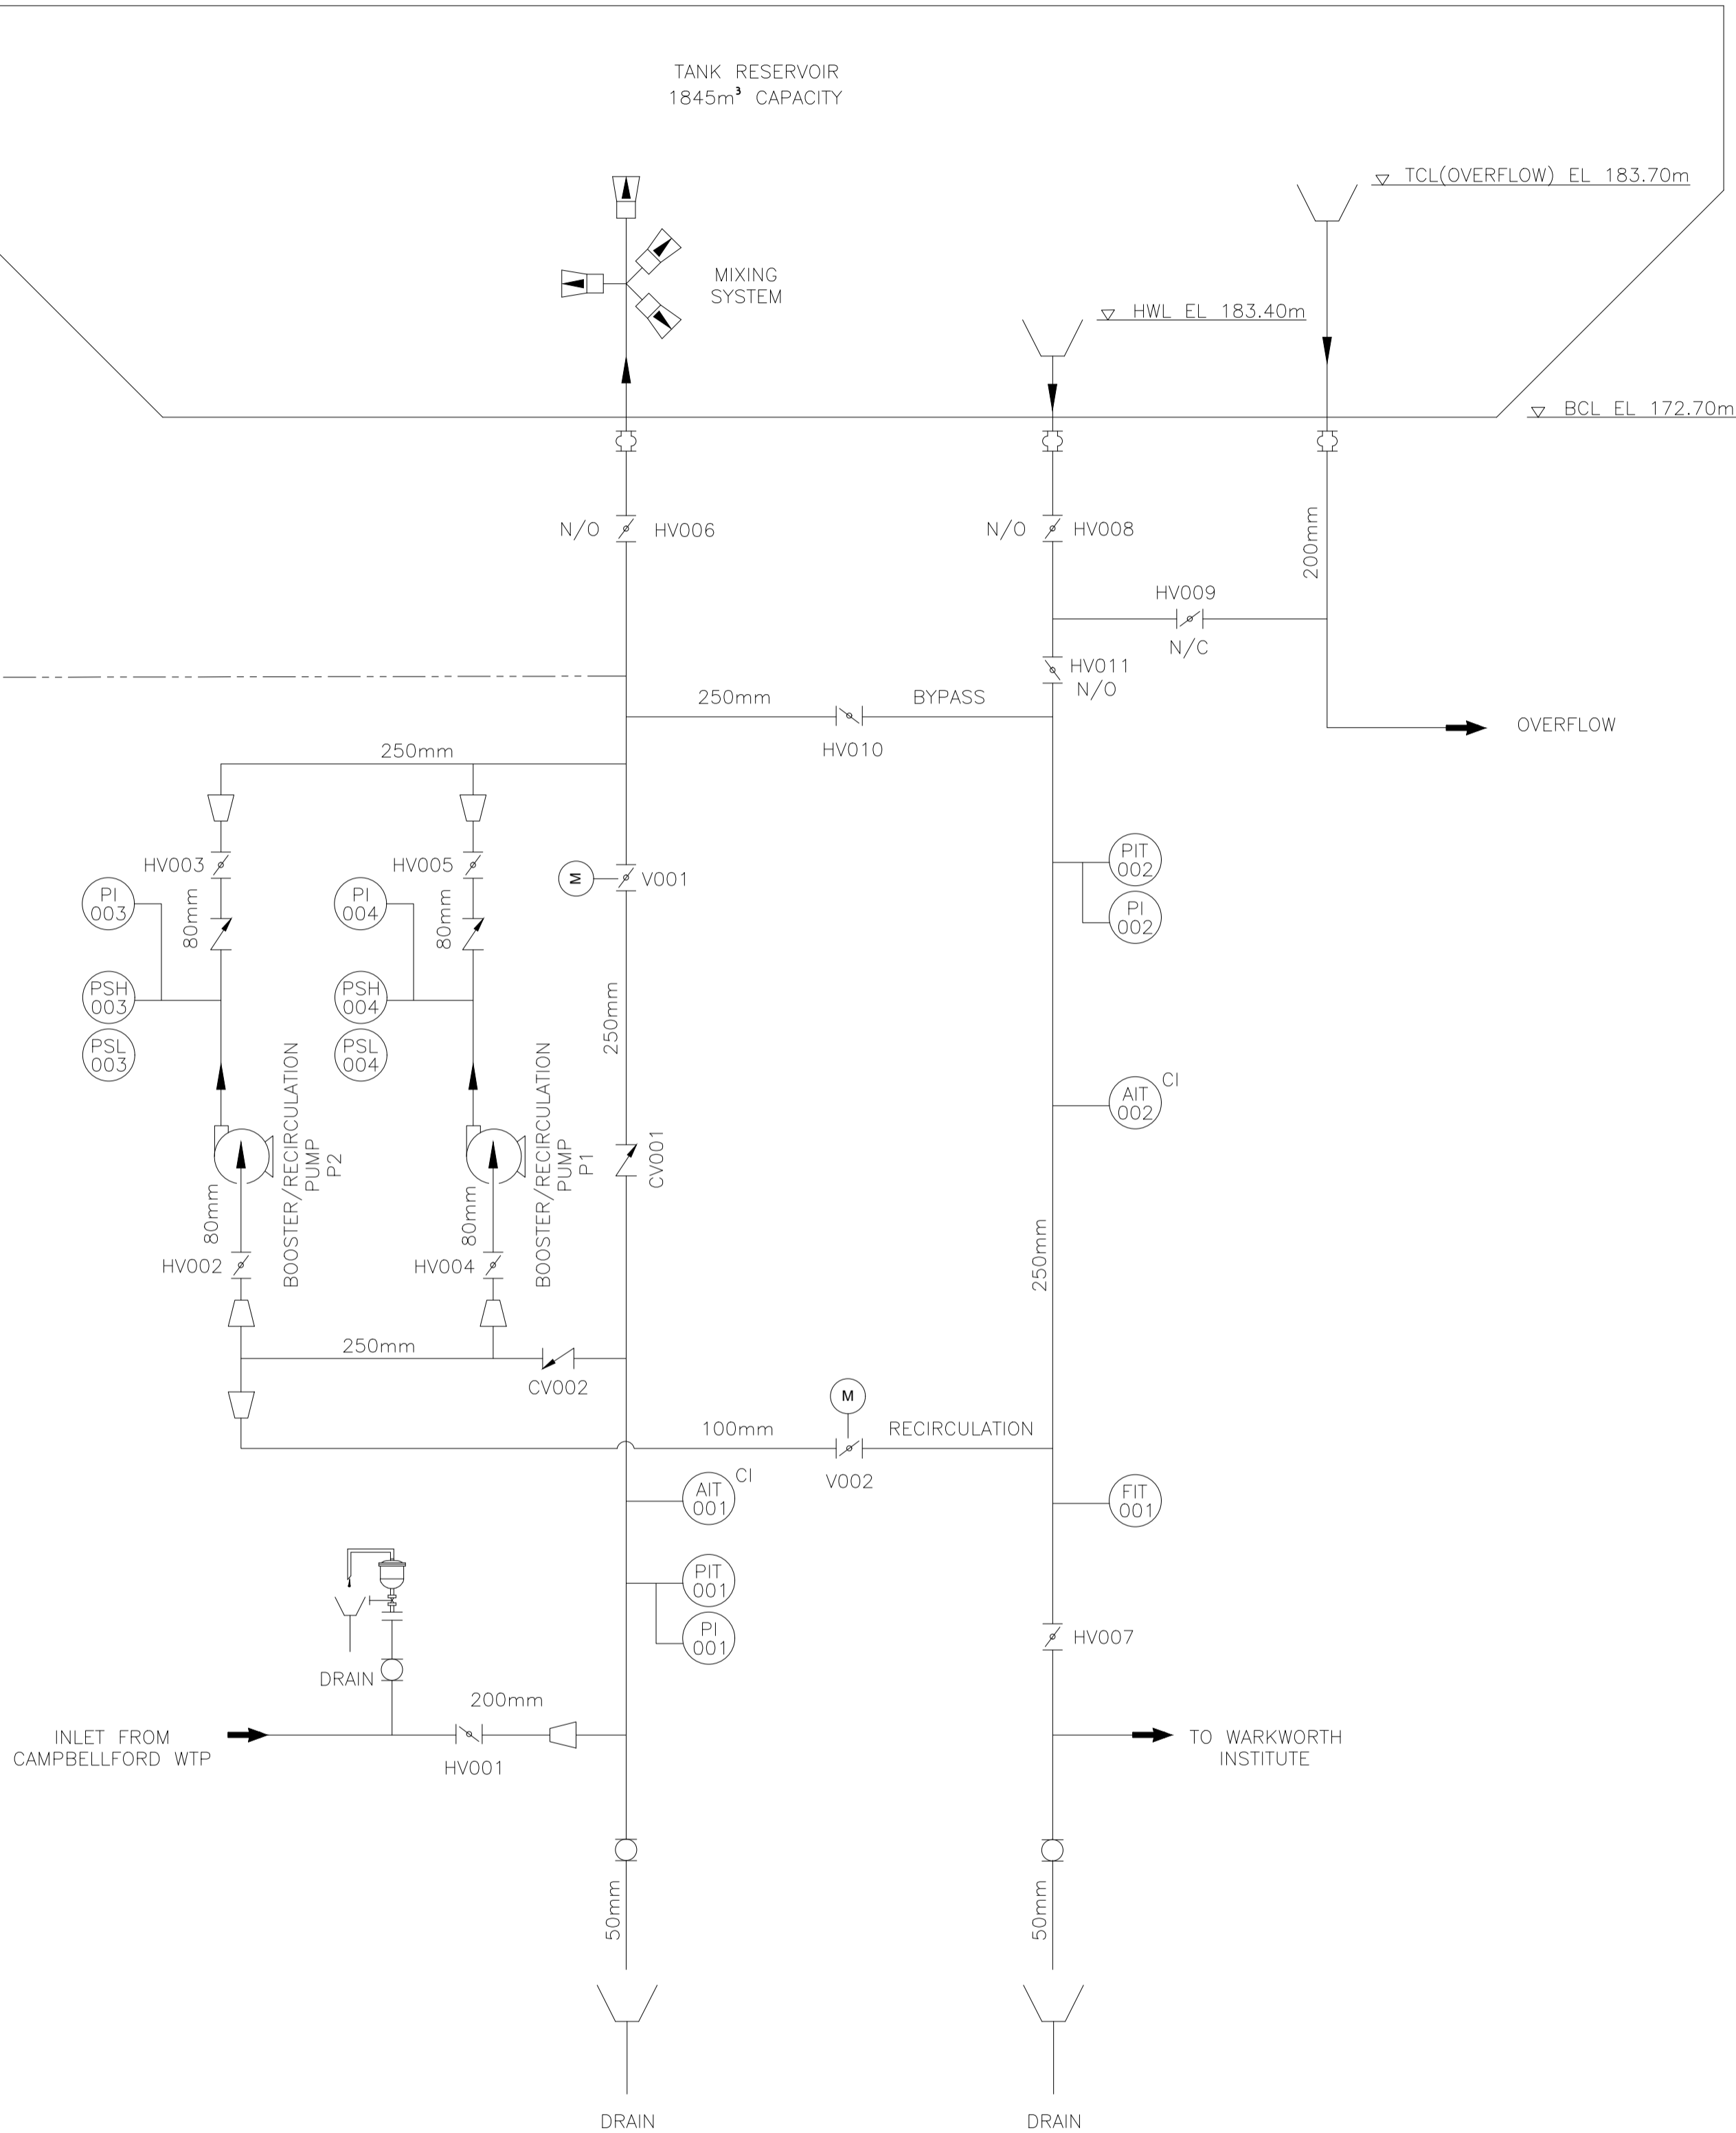 TANK RESERVOIR
1845m³ CAPACITY
TCL(OVERFLOW) EL 183.70m
MIXING
SYSTEM
HWL EL 183.40m
BCL EL 172.70m
N/O
HV006
N/O
HV008
200mm
HV009
N/C
HV011
N/O
250mm
BYPASS
HV010
OVERFLOW
250mm
HV003
HV005
M
V001
PIT
002
PI
002
PI
003
80mm
PI
004
80mm
PSH
003
PSH
004
250mm
PSL
003
PSL
004
AIT
002
Cl
BOOSTER/RECIRCULATION
PUMP
P2
BOOSTER/RECIRCULATION
PUMP
P1
CV001
80mm
80mm
HV002
HV004
250mm
250mm
CV002
M
100mm
RECIRCULATION
V002
AIT
001
Cl
FIT
001
PIT
001
PI
001
HV007
DRAIN
200mm
INLET FROM
CAMPBELLFORD WTP
HV001
TO WARKWORTH
INSTITUTE
50mm
50mm
DRAIN
DRAIN